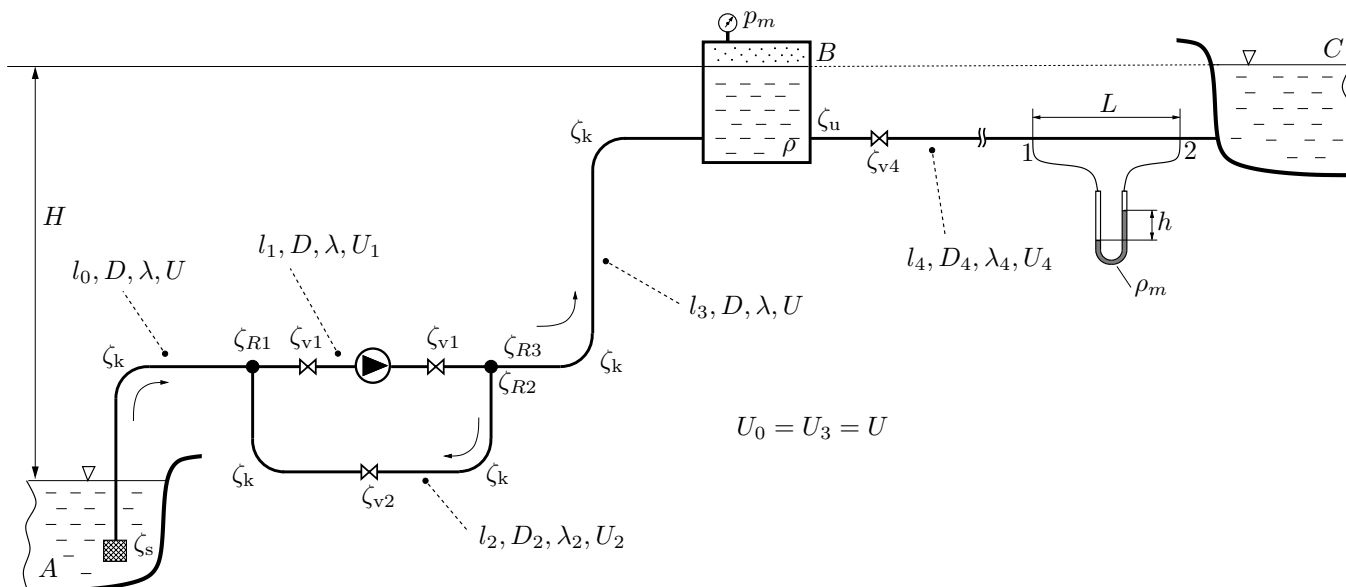 p_m
B
C
ζ_k
ζ_u
L
ρ
ζ_v4
1
2
H
h
l_1, D, λ, U_1
l_0, D, λ, U
l_4, D_4, λ_4, U_4
ρ_m
l_3, D, λ, U
ζ_R1
ζ_v1
ζ_v1
ζ_R3
ζ_k
ζ_k
ζ_R2
U_0 = U_3 = U
ζ_k
ζ_k
ζ_v2
l_2, D_2, λ_2, U_2
ζ_s
A